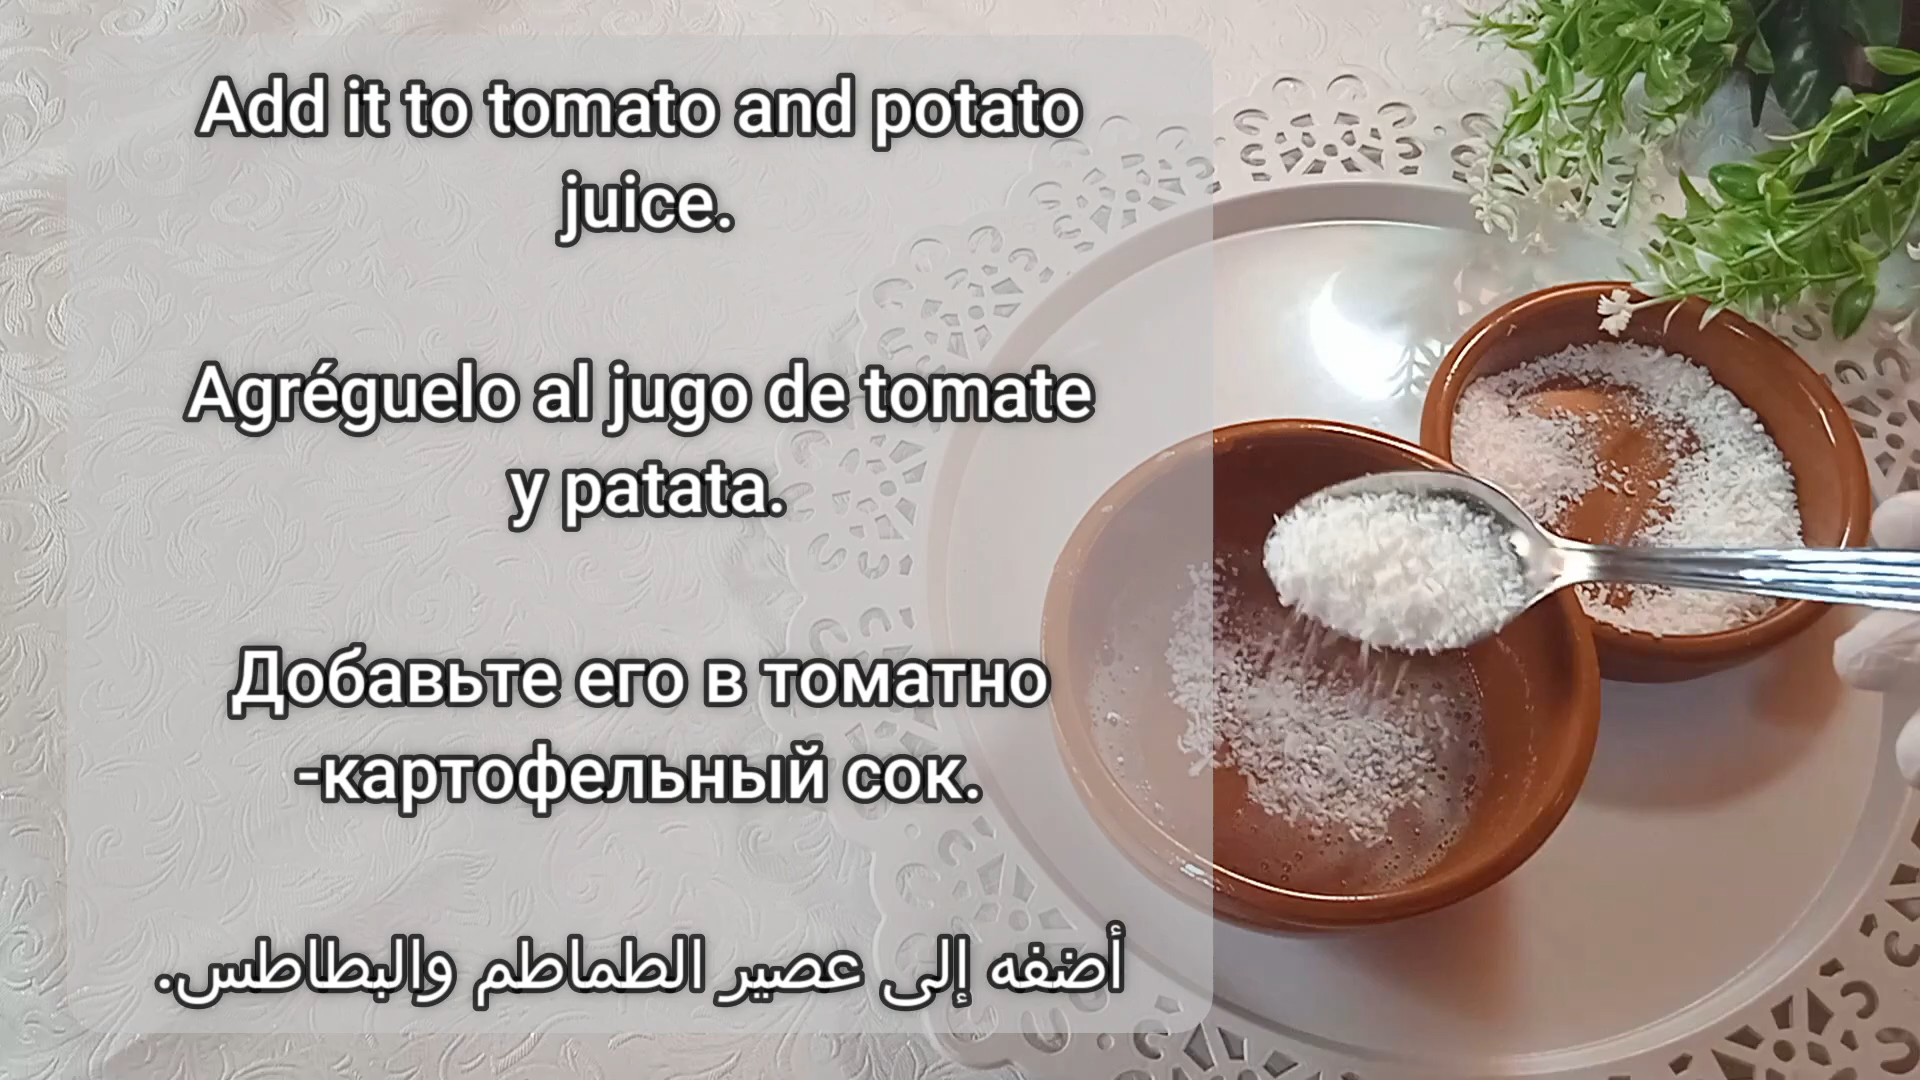 Add it to tomato and potato
juice.
Agréguelo al jugo de tomate
y patata.
Добавьте его в томатно
-картофельный сок.
أضفه إلى عصير الطماطم والبطاطس.